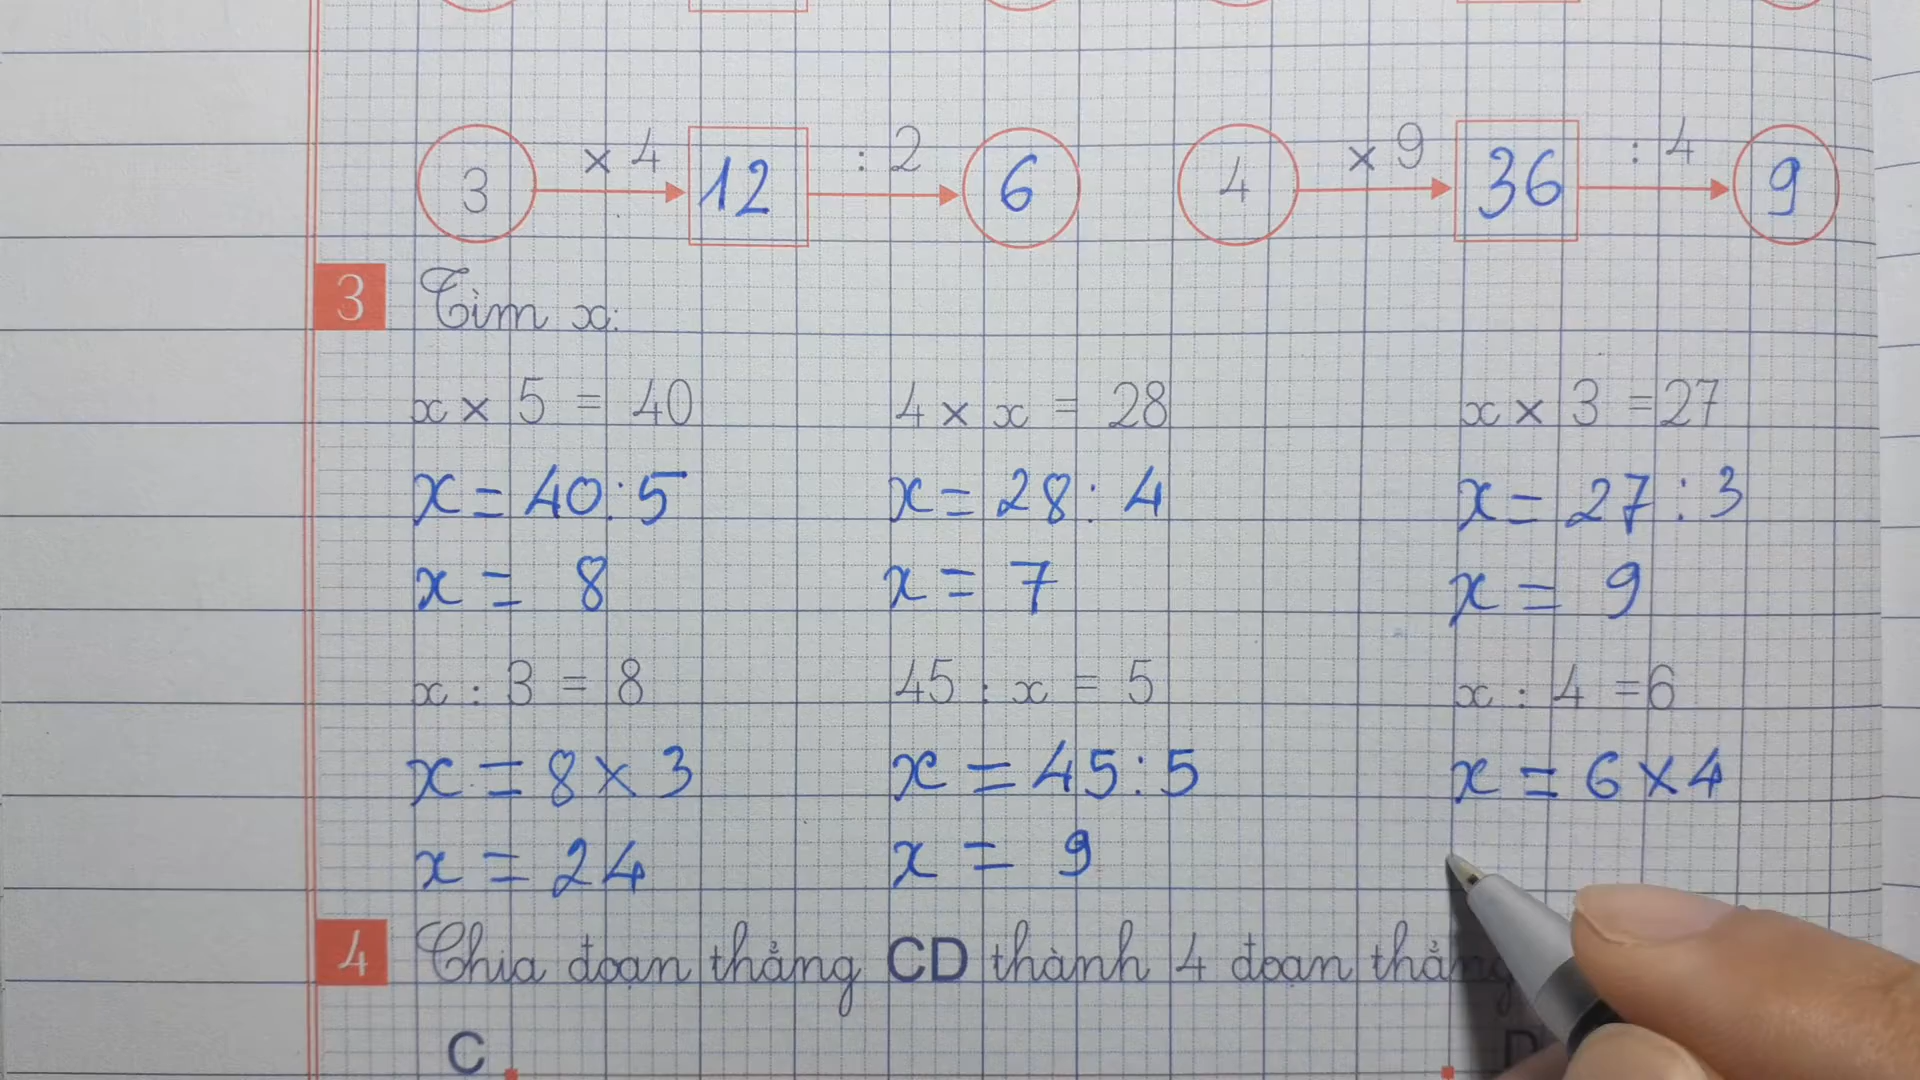 3 × 4 12 : 2 6 4 × 9 36 : 4 9
3 Tìm x:
x × 5 = 40 4 × x = 28 x × 3 = 27
x = 40 : 5 x = 28 : 4 x = 27 : 3
x = 8 x = 7 x = 9
x : 3 = 8 45 : x = 5 x : 4 = 6
x = 8 × 3 x = 45 : 5 x = 6 × 4
x = 24 x = 9
4 Chia đoạn thẳng CD thành 4 đoạn thẳng
C D